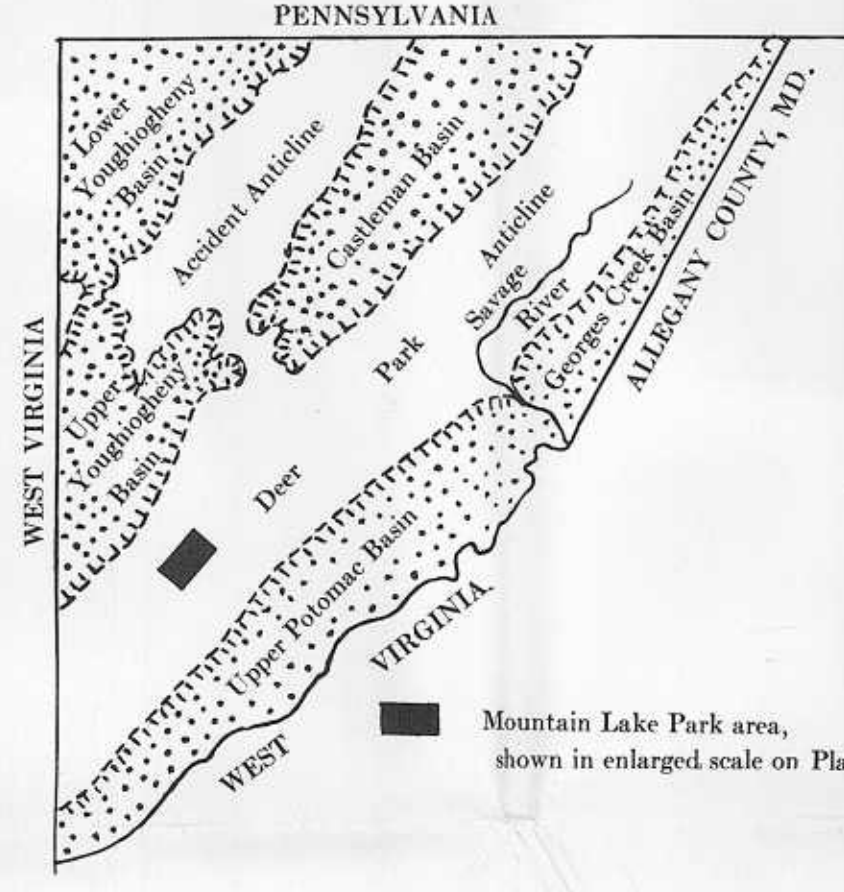 PENNSYLVANIA
Lower
Youghiogheny
Basin
Accident Anticline
Castleman Basin
Anticline
Savage
River
Georges Creek Basin
ALLEGANY COUNTY, MD.
WEST VIRGINIA
Upper
Youghiogheny
Basin
Park
Deer
Upper Potomac Basin
WEST
VIRGINIA.
Mountain Lake Park area,
shown in enlarged scale on Pla